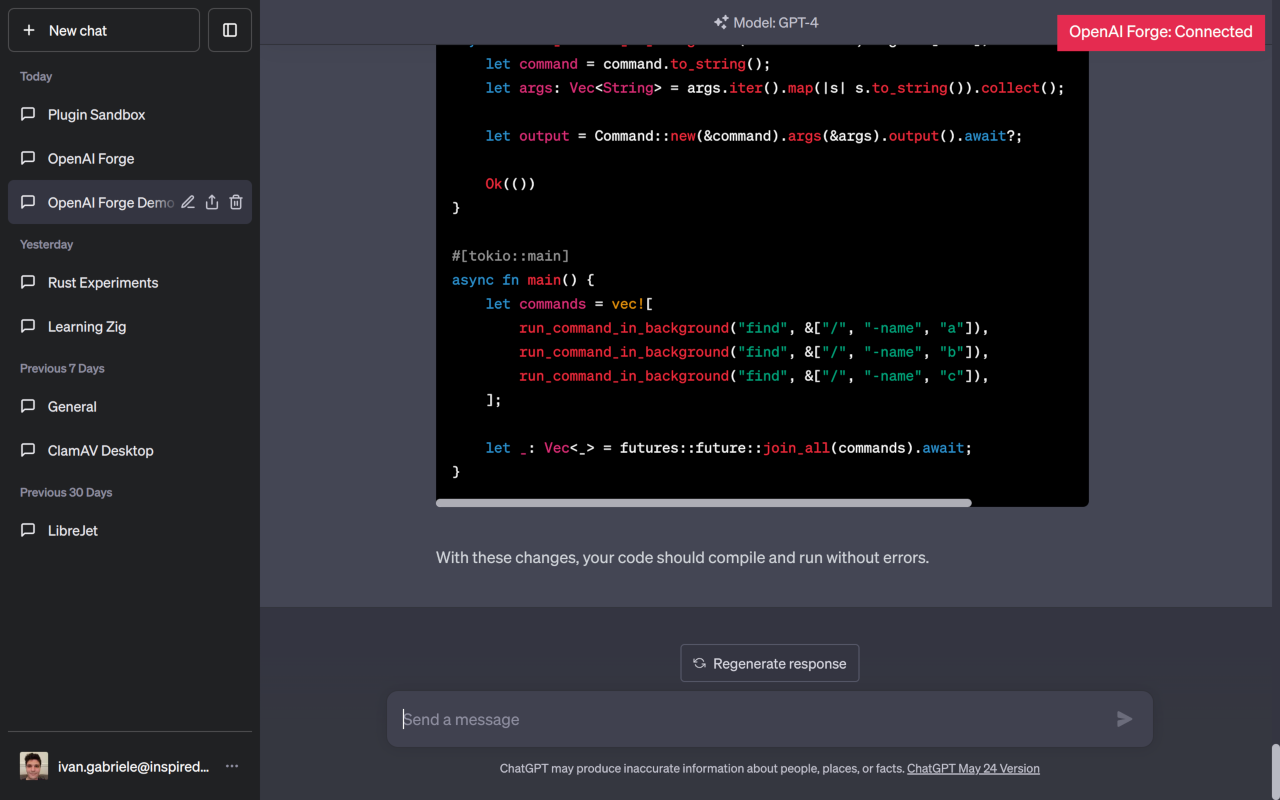 New chat
Today
Plugin Sandbox
OpenAI Forge
OpenAI Forge Demo
Yesterday
Rust Experiments
Learning Zig
Previous 7 Days
General
ClamAV Desktop
Previous 30 Days
LibreJet
ivan.gabriele@inspired...
Model: GPT-4
OpenAI Forge: Connected
let command = command.to_string();
let args: Vec<String> = args.iter().map(|s| s.to_string()).collect();
let output = Command::new(&command).args(&args).output().await?;
Ok(())
}
#[tokio::main]
async fn main() {
let commands = vec![
run_command_in_background("find", &["/", "-name", "a"]),
run_command_in_background("find", &["/", "-name", "b"]),
run_command_in_background("find", &["/", "-name", "c"]),
];
let _: Vec<_> = futures::future::join_all(commands).await;
}
With these changes, your code should compile and run without errors.
Regenerate response
Send a message
ChatGPT may produce inaccurate information about people, places, or facts. ChatGPT May 24 Version